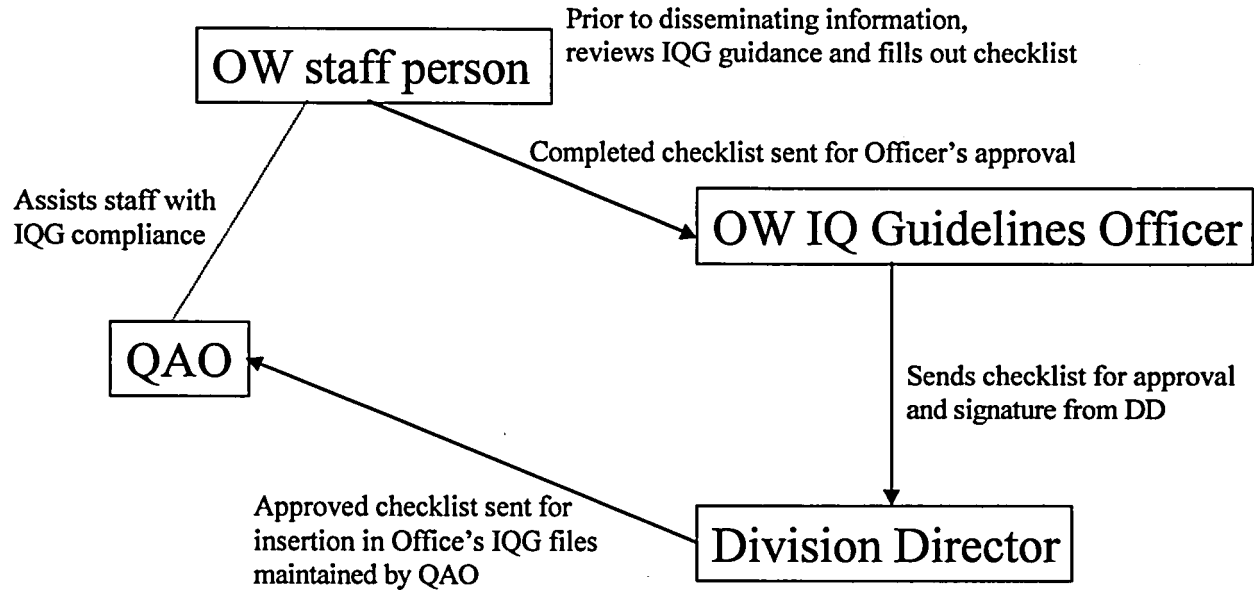 Prior to disseminating information,
reviews IQG guidance and fills out checklist
OW staff person
Completed checklist sent for Officer's approval
Assists staff with
IQG compliance
OW IQ Guidelines Officer
QAO
Sends checklist for approval
and signature from DD
Approved checklist sent for
insertion in Office's IQG files
maintained by QAO
Division Director